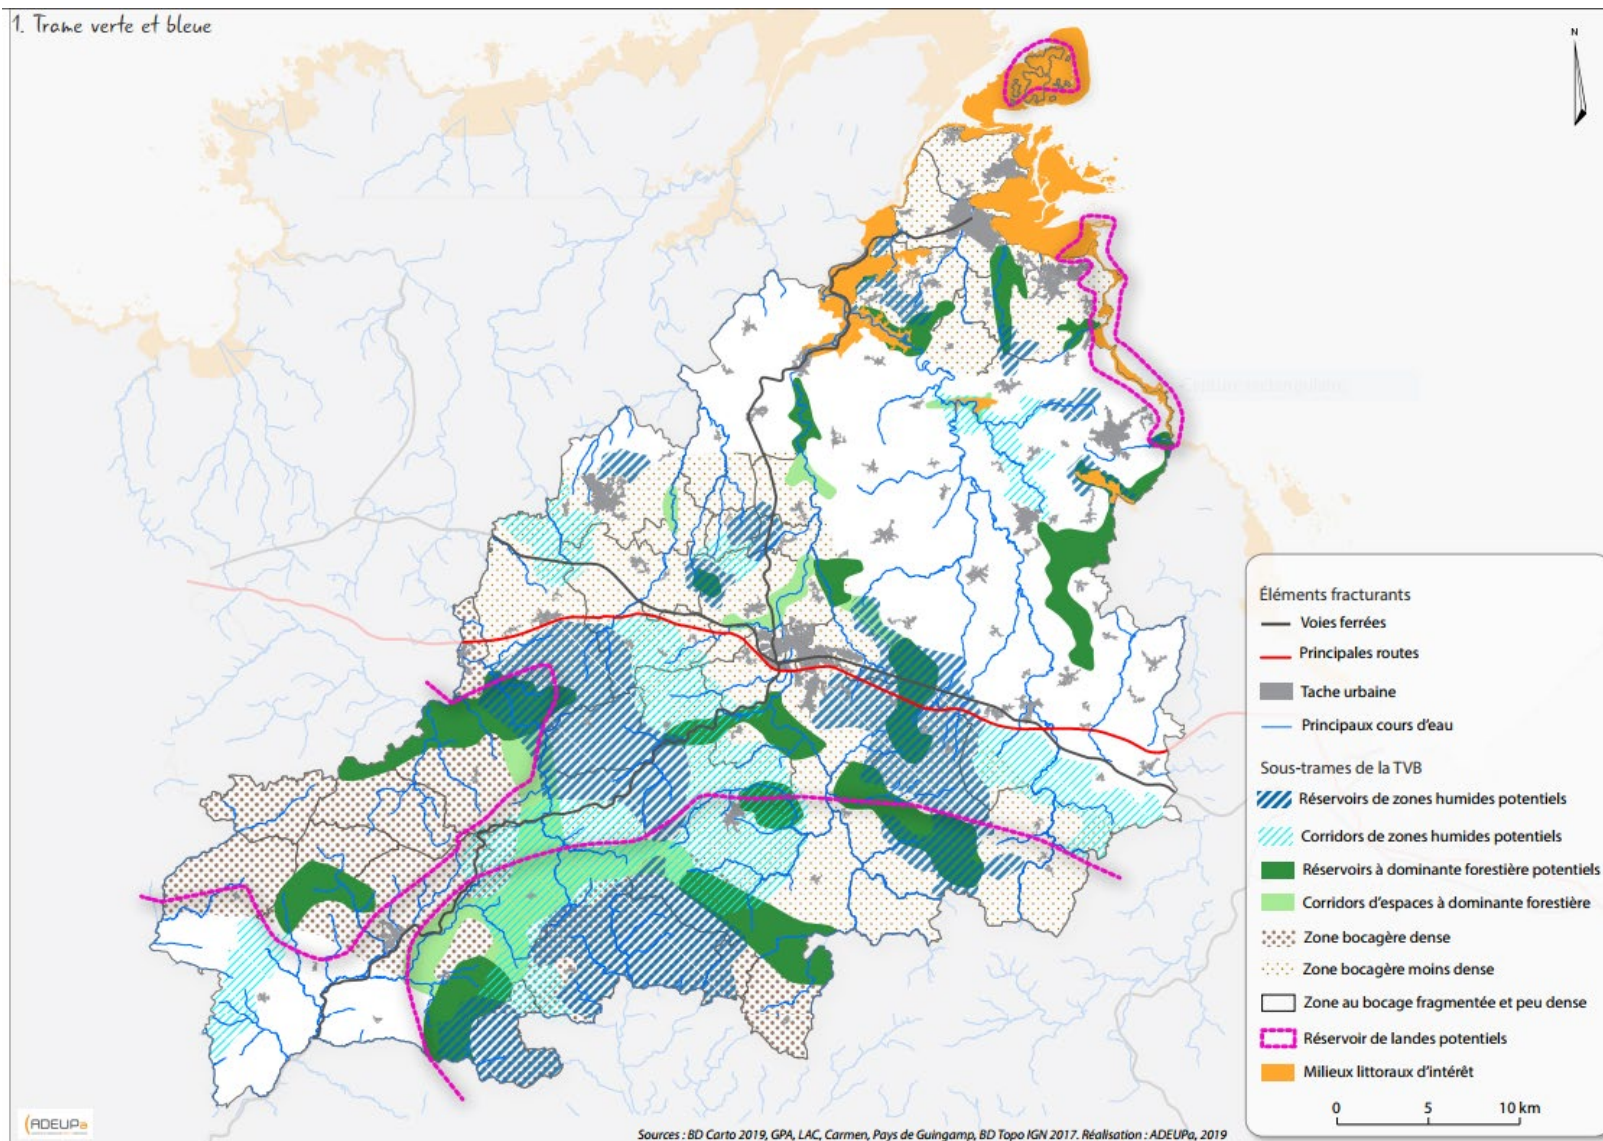 1. Trame verte et bleue
N
Éléments fracturants
Voies ferrées
Principales routes
Tache urbaine
Principaux cours d'eau
Sous-trames de la TVB
Réservoirs de zones humides potentiels
Corridors de zones humides potentiels
Réservoirs à dominante forestière potentiels
Corridors d'espaces à dominante forestière
Zone bocagère dense
Zone bocagère moins dense
Zone au bocage fragmentée et peu dense
Réservoir de landes potentiels
Milieux littoraux d'intérêt
0 5 10 km
ADEUPa
Sources : BD Carto 2019, GPA, LAC, Carmen, Pays de Guingamp, BD Topo IGN 2017. Réalisation : ADEUPa, 2019